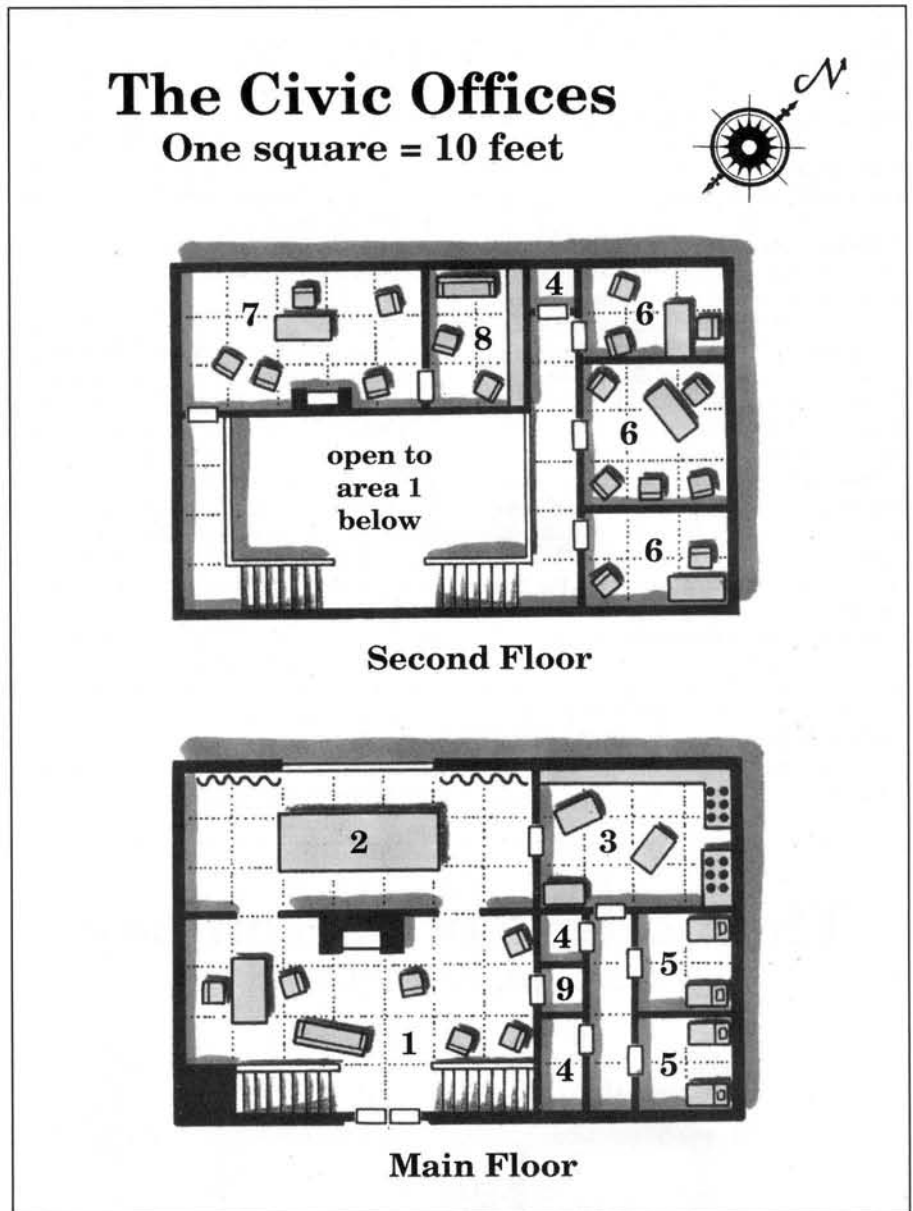 The Civic Offices
One square = 10 feet
N
4
7
6
8
6
open to
area 1
below
6
Second Floor
2
3
4
5
9
1
4
5
Main Floor